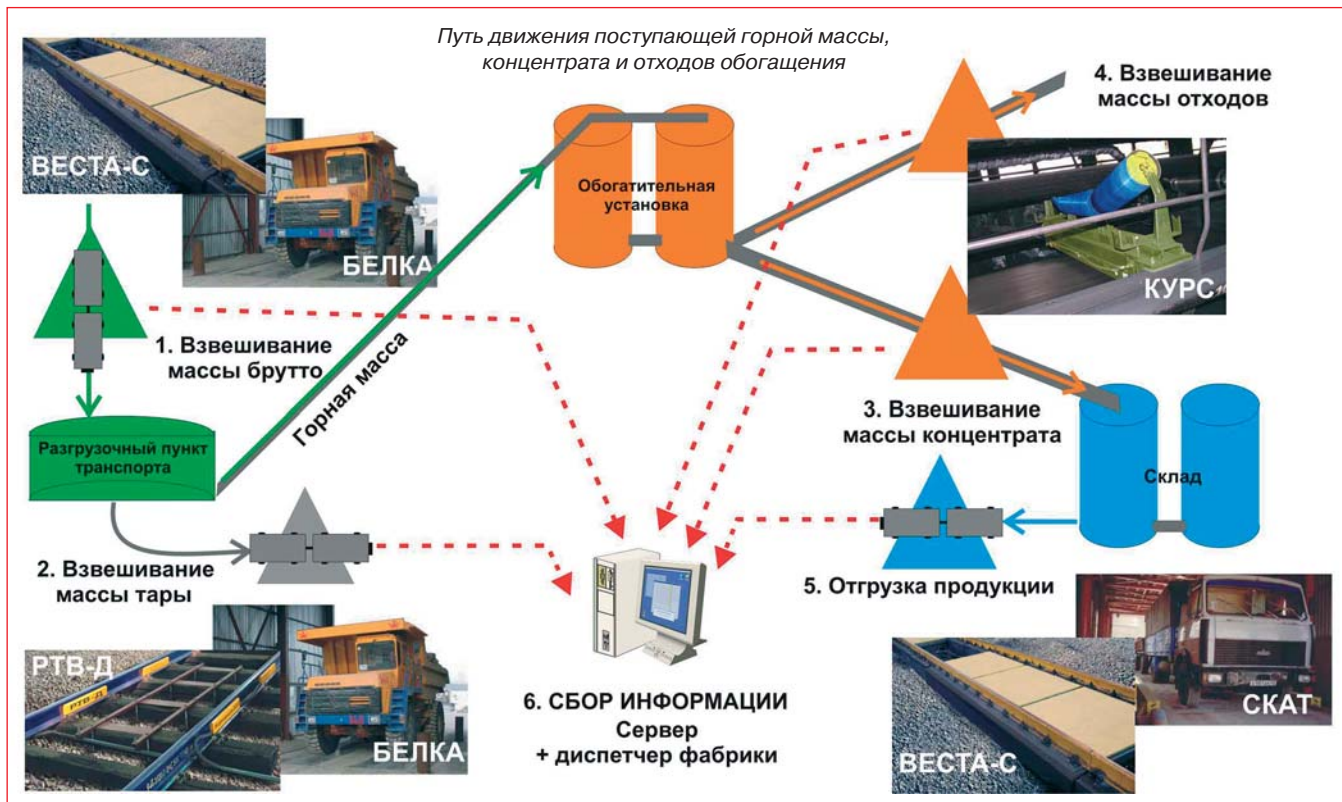 Путь движения поступающей горной массы,
концентрата и отходов обогащения
ВЕСТА-С
БЕЛКА
4. Взвешивание
массы отходов
Обогатительная
установка
КУРС
1. Взвешивание
массы брутто
Горная масса
3. Взвешивание
массы концентрата
Разгрузочный пункт
транспорта
Склад
2. Взвешивание
массы тары
5. Отгрузка продукции
РТВ-Д
РТВ-Д
БЕЛКА
6. СБОР ИНФОРМАЦИИ
Сервер
+ диспетчер фабрики
СКАТ
ВЕСТА-С